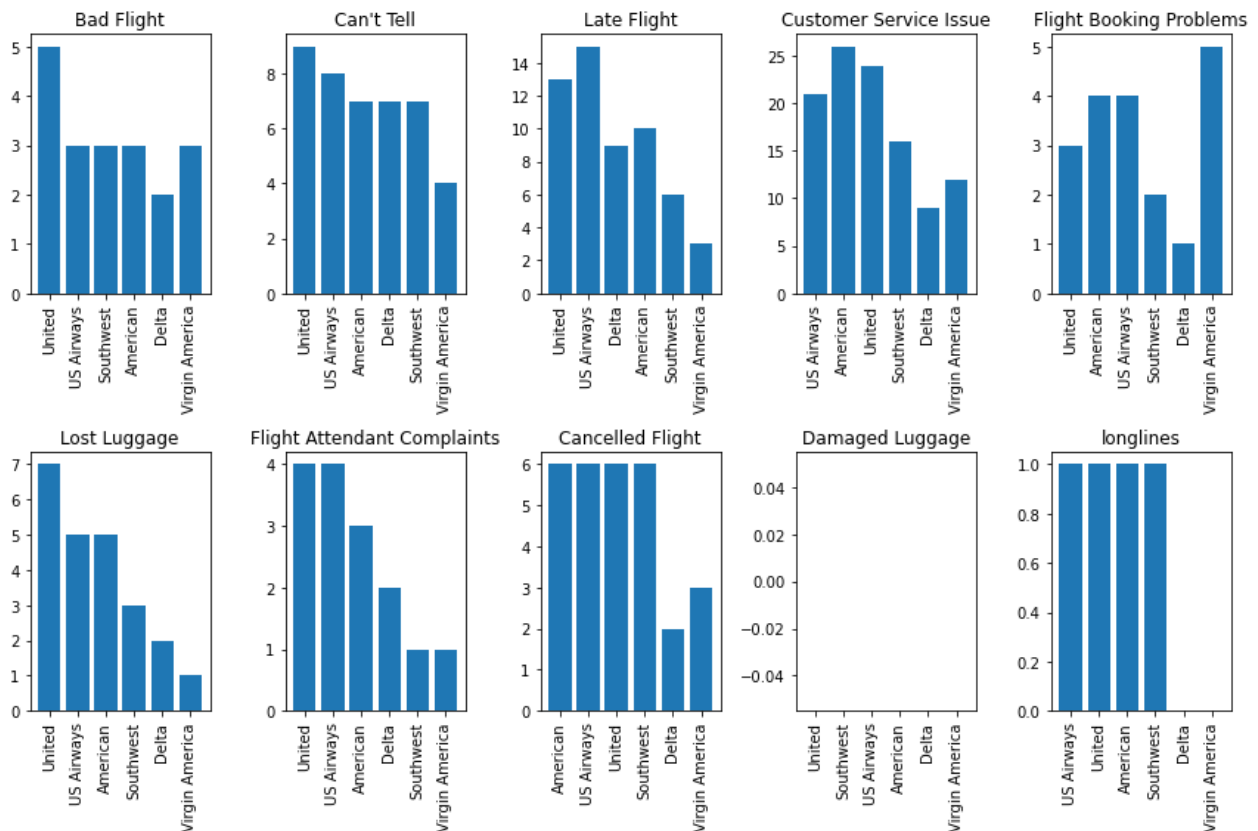 Bad Flight
5
4
3
2
1
0
United
US Airways
Southwest
American
Delta
Virgin America
Can't Tell
8
6
4
2
0
United
US Airways
American
Delta
Southwest
Virgin America
Late Flight
14
12
10
8
6
4
2
0
United
US Airways
Delta
American
Southwest
Virgin America
Customer Service Issue
25
20
15
10
5
0
US Airways
American
United
Southwest
Delta
Virgin America
Flight Booking Problems
5
4
3
2
1
0
United
American
US Airways
Southwest
Delta
Virgin America
Lost Luggage
7
6
5
4
3
2
1
0
United
US Airways
American
Southwest
Delta
Virgin America
Flight Attendant Complaints
4
3
2
1
0
United
US Airways
American
Delta
Southwest
Virgin America
Cancelled Flight
6
5
4
3
2
1
0
American
US Airways
United
Southwest
Delta
Virgin America
Damaged Luggage
0.04
0.02
0.00
−0.02
−0.04
United
Southwest
US Airways
American
Delta
Virgin America
longlines
1.0
0.8
0.6
0.4
0.2
0.0
US Airways
United
American
Southwest
Delta
Virgin America